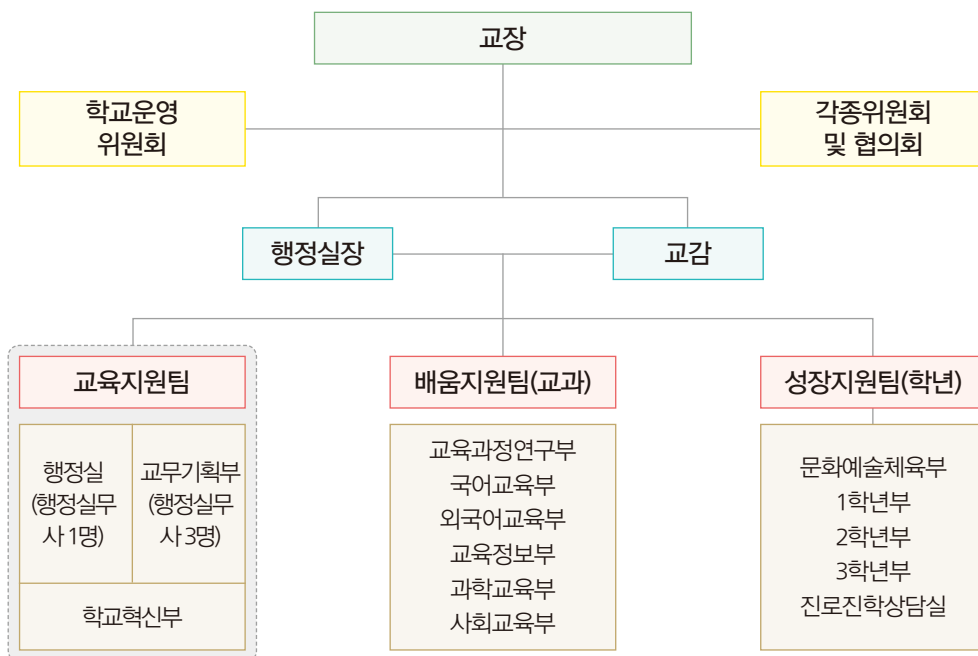 교장
학교운영
위원회
각종위원회
및 협의회
행정실장
교감
교육지원팀
행정실
(행정실무
사 1명)
교무기획부
(행정실무
사 3명)
학교혁신부
배움지원팀(교과)
교육과정연구부
국어교육부
외국어교육부
교육정보부
과학교육부
사회교육부
성장지원팀(학년)
문화예술체육부
1학년부
2학년부
3학년부
진로진학상담실